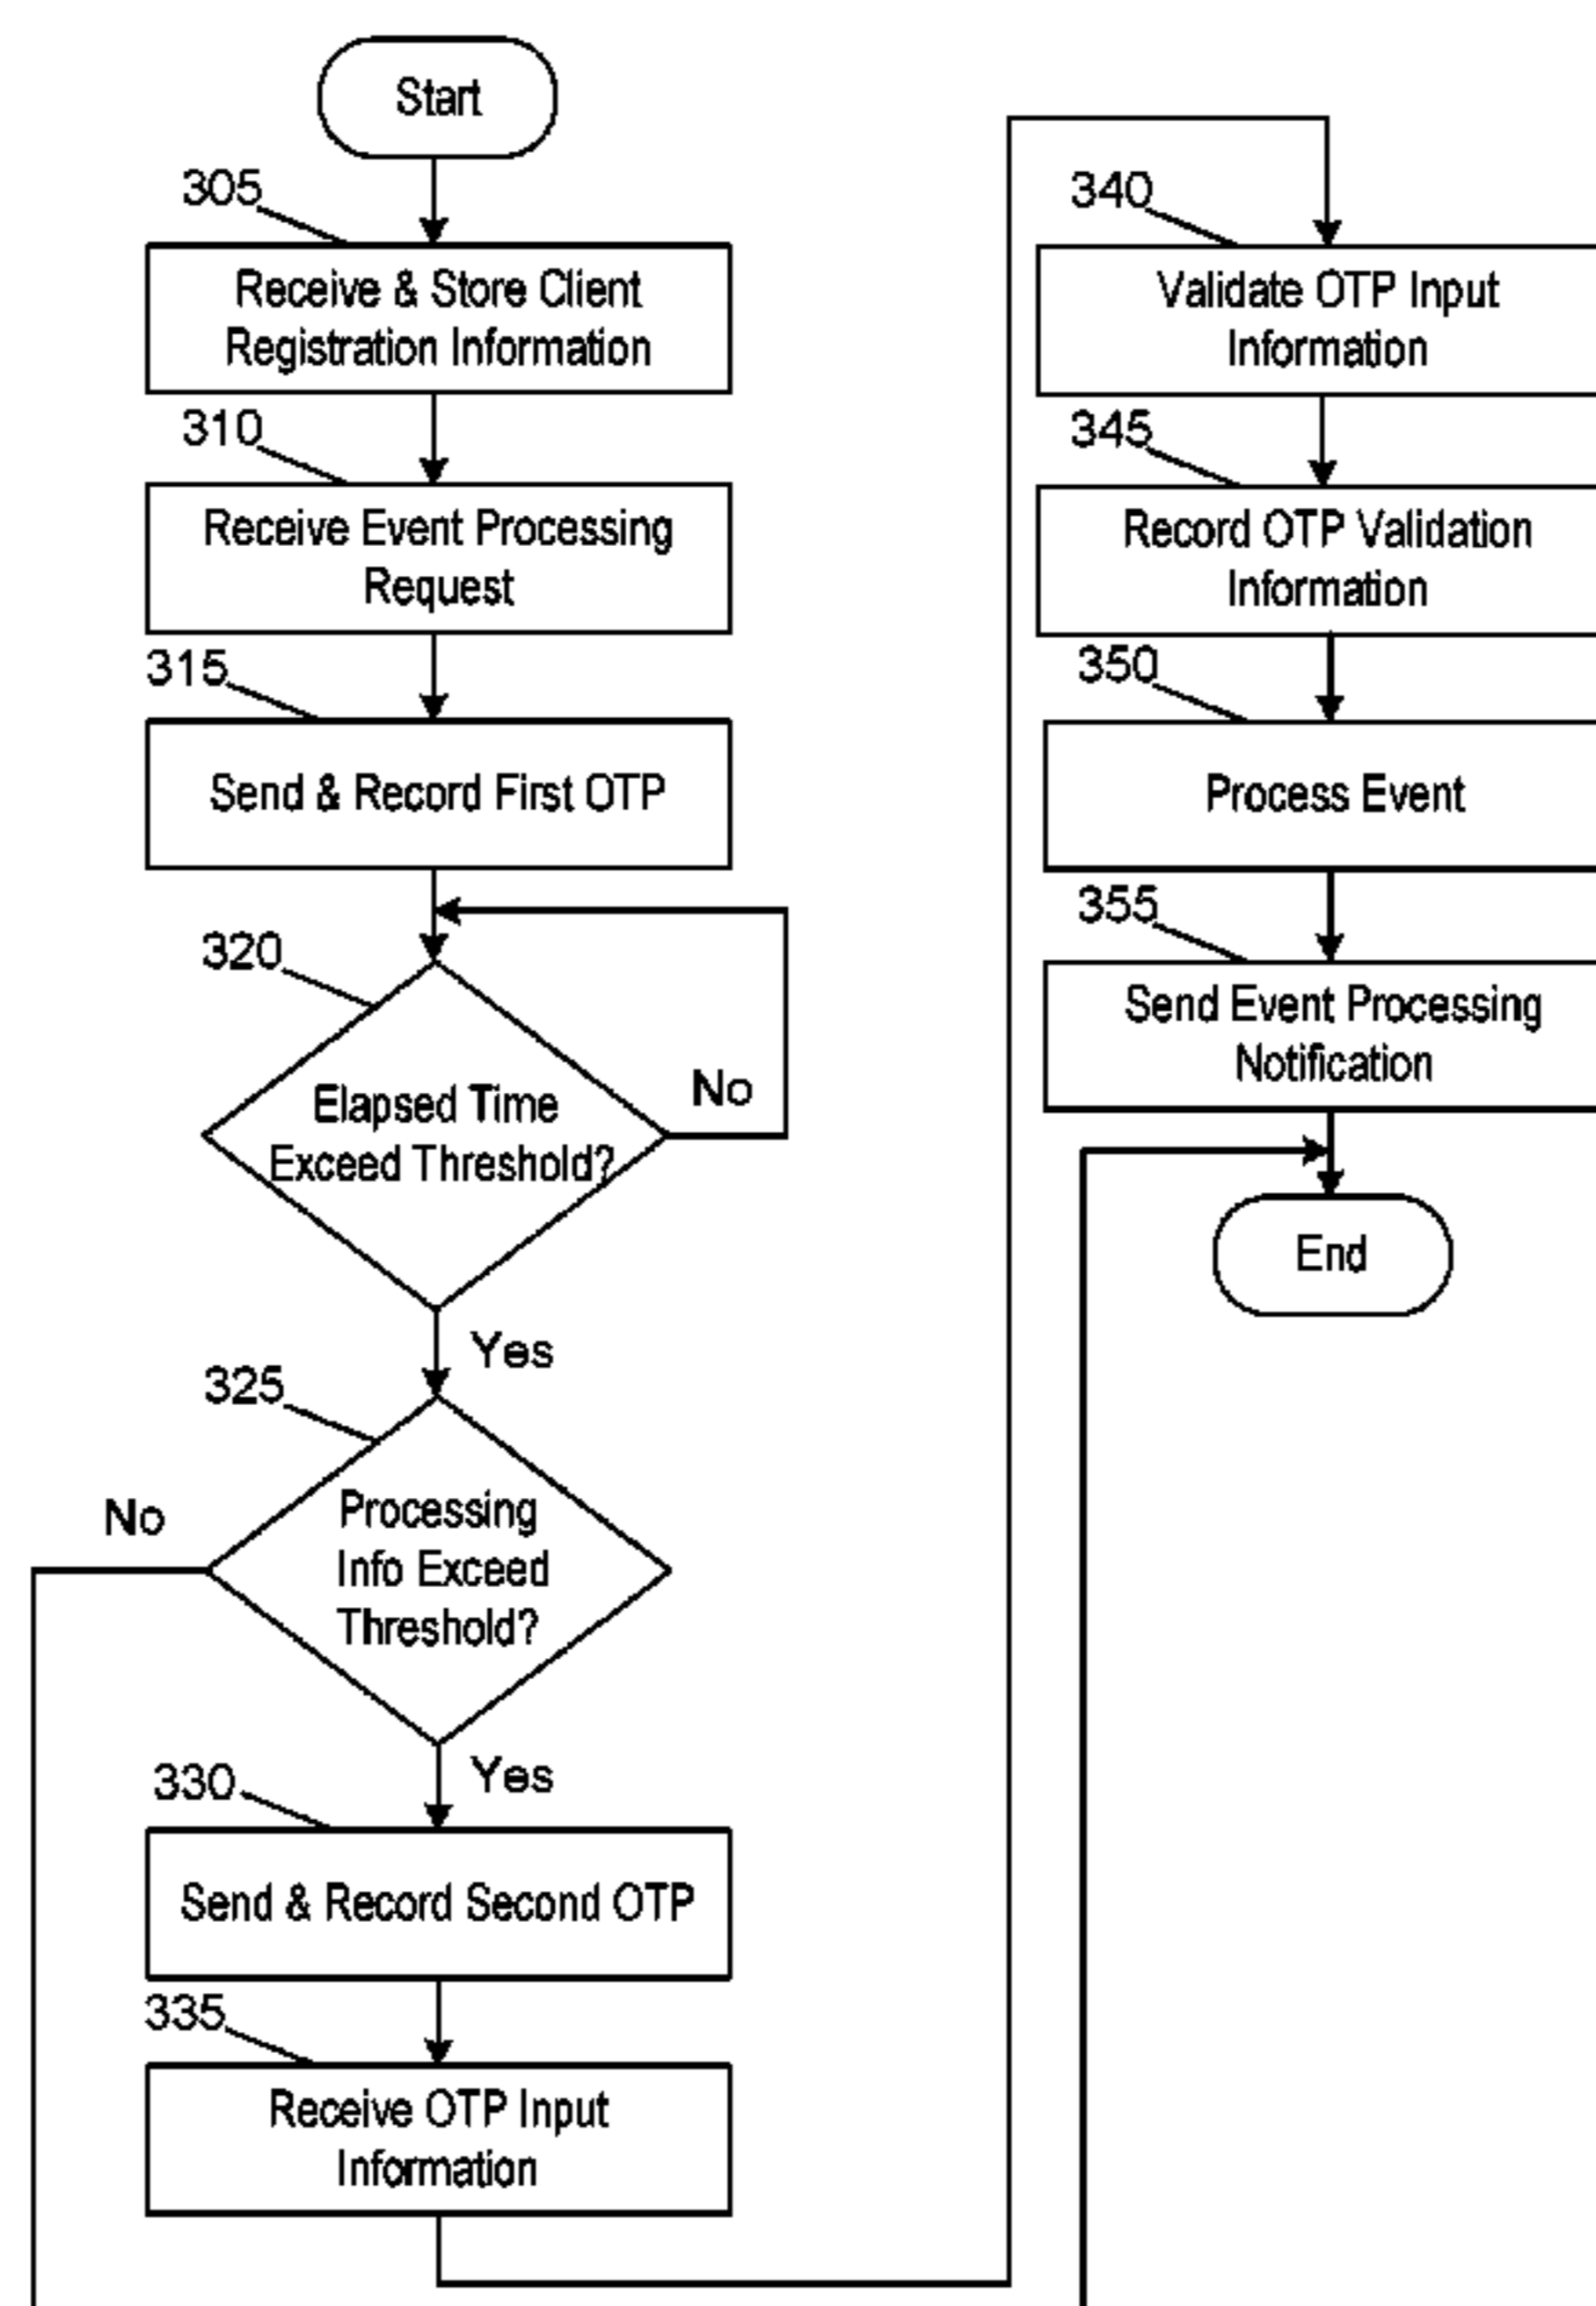 Start
305
Receive & Store Client
Registration Information
310
Receive Event Processing
Request
315
Send & Record First OTP
320
Elapsed Time
Exceed Threshold?
No
Yes
325
Processing
Info Exceed
Threshold?
No
Yes
330
Send & Record Second OTP
335
Receive OTP Input
Information
340
Validate OTP Input
Information
345
Record OTP Validation
Information
350
Process Event
355
Send Event Processing
Notification
End